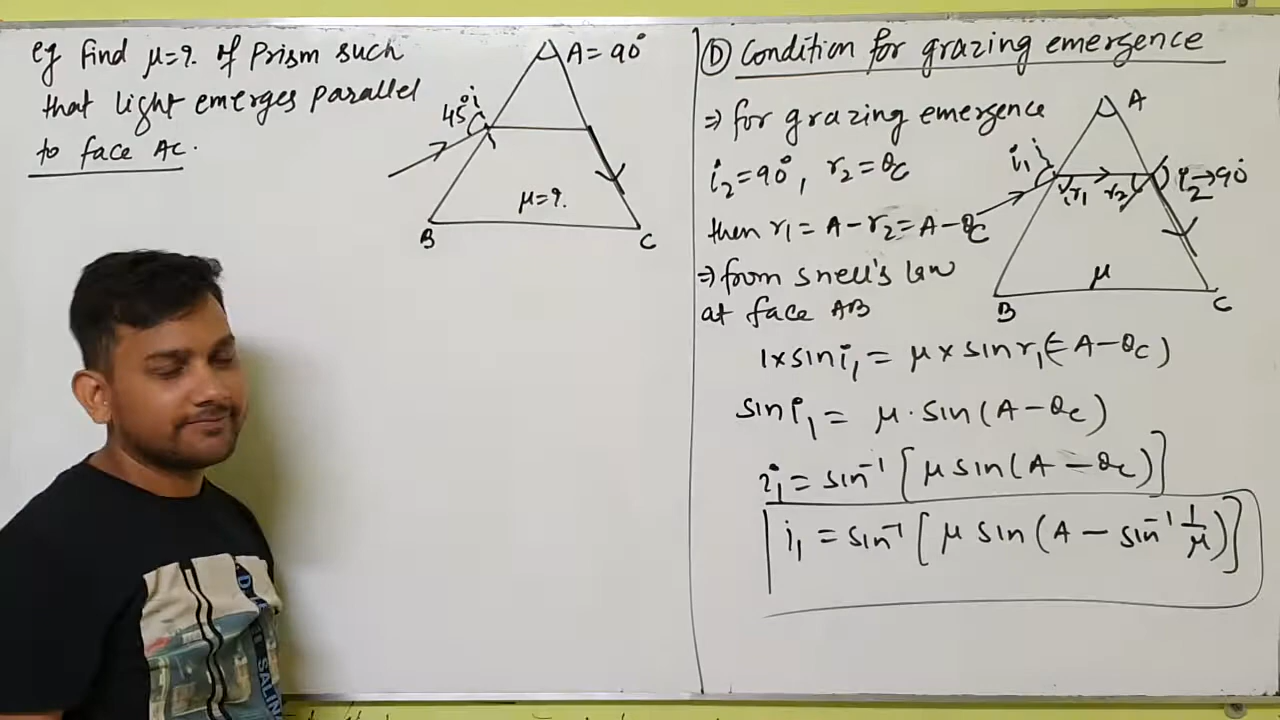 eg find μ=?. of Prism such
that light emerges parallel
to face AC.
A=90°
45° i
μ=?.
B
C
① Condition for grazing emergence
⇒ for grazing emergence
i₂=90°, r₂=θc
then r₁ = A-r₂= A-θc
⇒ from snell's law
at face AB
A
i₁
r₁
r₂
i₂→90°
μ
B
C
1×sin i₁ = μ×sin r₁(=A-θc)
sin i₁ = μ·sin(A-θc)
i₁ = sin⁻¹[μ sin(A-θc)]
i₁ = sin⁻¹[μ sin(A - sin⁻¹ 1/μ)]